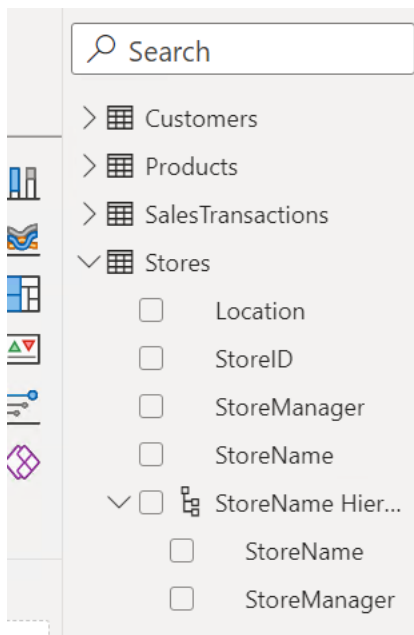 Search
Customers
Products
SalesTransactions
Stores
Location
StoreID
StoreManager
StoreName
StoreName Hier...
StoreName
StoreManager